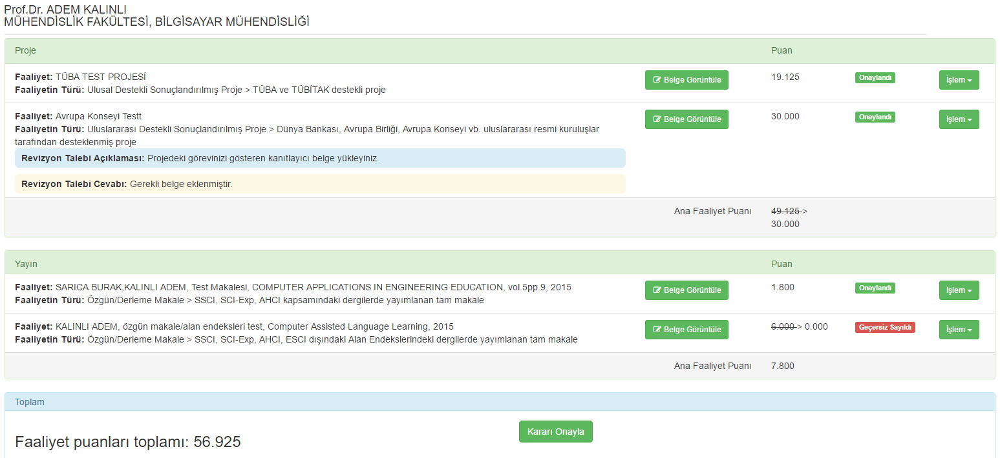 Prof.Dr. ADEM KALINLI
MÜHENDİSLİK FAKÜLTESİ, BİLGİSAYAR MÜHENDİSLİĞİ
Proje Puan
Faaliyet: TÜBA TEST PROJESİ Belge Görüntüle 19.125 Onaylandı İşlem
Faaliyetin Türü: Ulusal Destekli Sonuçlandırılmış Proje > TÜBA ve TÜBİTAK destekli proje
Faaliyet: Avrupa Konseyi Testt Belge Görüntüle 30.000 Onaylandı İşlem
Faaliyetin Türü: Uluslararası Destekli Sonuçlandırılmış Proje > Dünya Bankası, Avrupa Birliği, Avrupa Konseyi vb. uluslararası resmi kuruluşlar
tarafından desteklenmiş proje
Revizyon Talebi Açıklaması: Projedeki görevinizi gösteren kanıtlayıcı belge yükleyiniz.
Revizyon Talebi Cevabı: Gerekli belge eklenmiştir.
Ana Faaliyet Puanı 49.125 >
30.000
Yayın Puan
Faaliyet: SARICA BURAK,KALINLI ADEM, Test Makalesi, COMPUTER APPLICATIONS IN ENGINEERING EDUCATION, vol.5pp.9, 2015 Belge Görüntüle 1.800 Onaylandı İşlem
Faaliyetin Türü: Özgün/Derleme Makale > SSCI, SCI-Exp, AHCI kapsamındaki dergilerde yayımlanan tam makale
Faaliyet: KALINLI ADEM, özgün makale/alan endeksleri test, Computer Assisted Language Learning, 2015 Belge Görüntüle 6.000 > 0.000 Geçersiz Sayıldı İşlem
Faaliyetin Türü: Özgün/Derleme Makale > SSCI, SCI-Exp, AHCI, ESCI dışındaki Alan Endekslerindeki dergilerde yayımlanan tam makale
Ana Faaliyet Puanı 7.800
Toplam
Kararı Onayla
Faaliyet puanları toplamı: 56.925